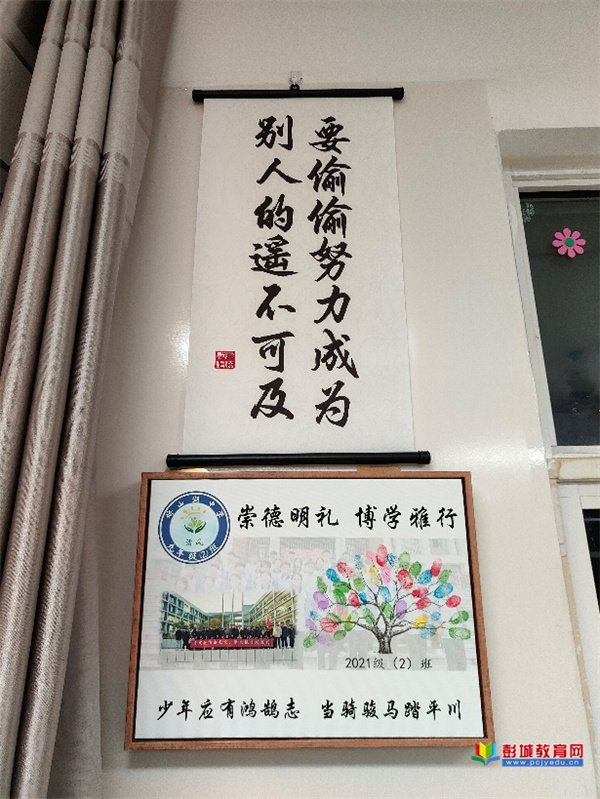 要偷偷努力成为
别人的遥不可及
崇德明礼 博学雅行
2021级（2）班
少年应有鸿鹄志 当骑骏马踏平川
彭城教育网
www.pcjyedu.cn